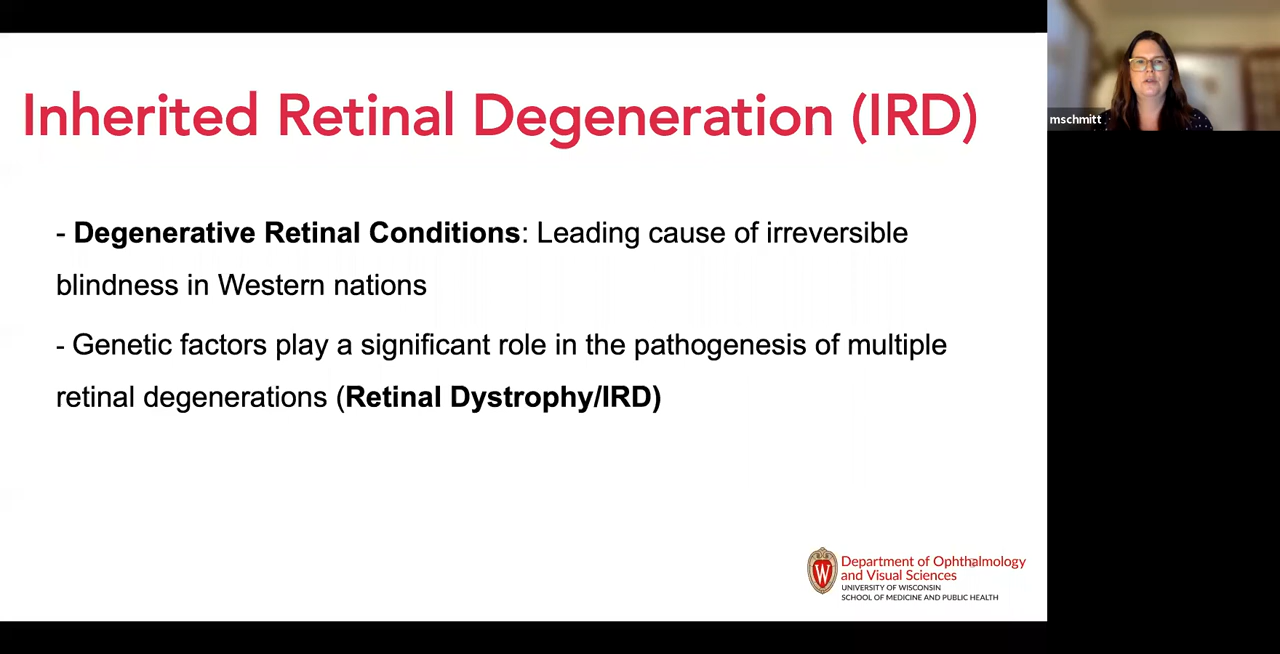 Inherited Retinal Degeneration (IRD)
- Degenerative Retinal Conditions: Leading cause of irreversible
blindness in Western nations
- Genetic factors play a significant role in the pathogenesis of multiple
retinal degenerations (Retinal Dystrophy/IRD)
W
Department of Ophthalmology
and Visual Sciences
UNIVERSITY OF WISCONSIN
SCHOOL OF MEDICINE AND PUBLIC HEALTH
mschmitt